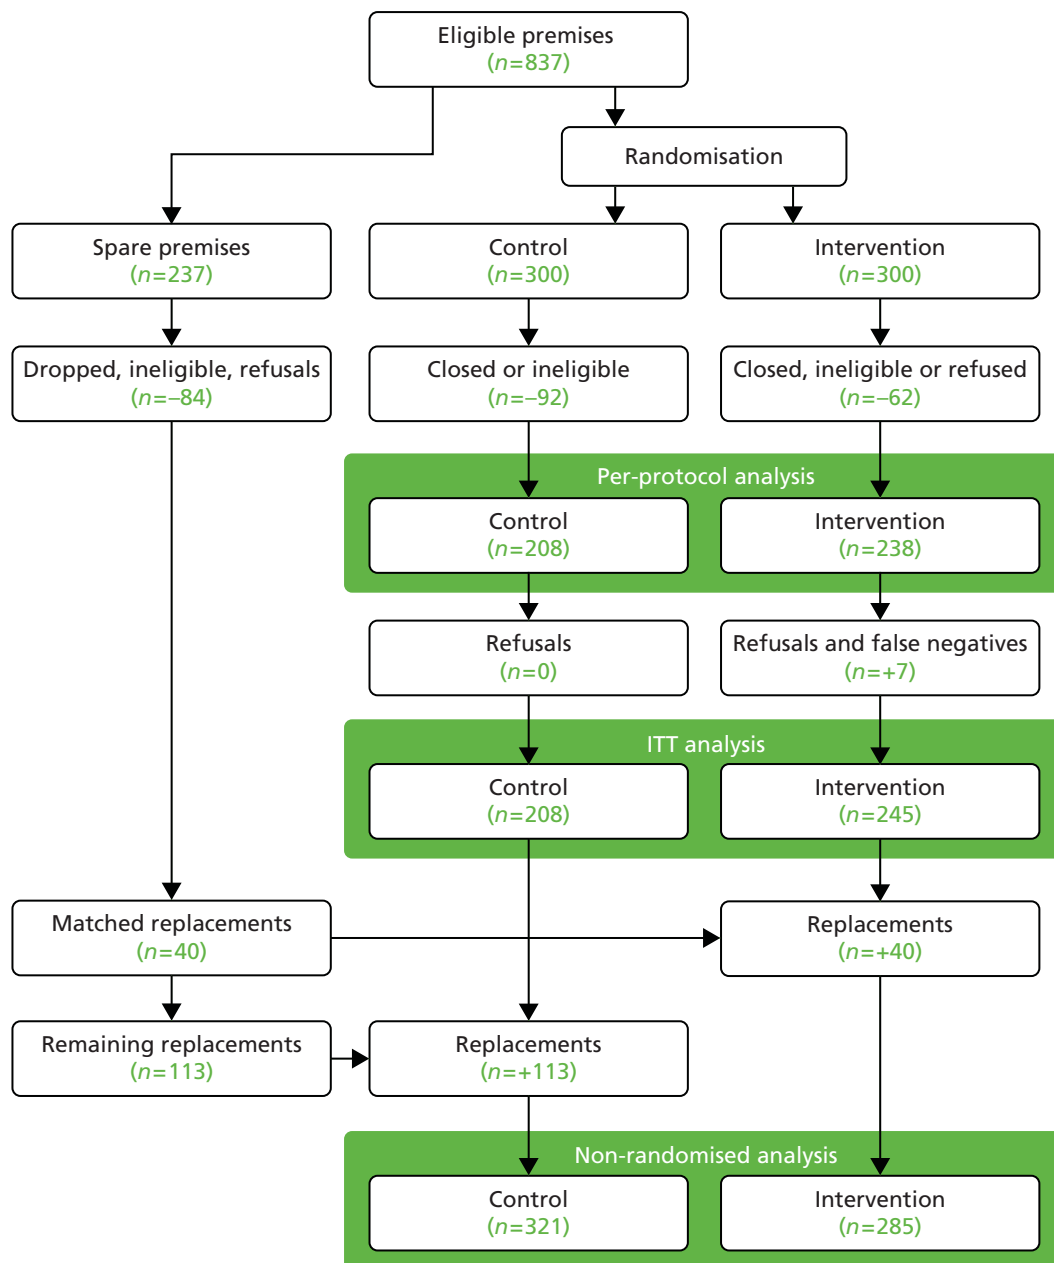 Eligible premises
(n=837)
Randomisation
Spare premises
(n=237)
Control
(n=300)
Intervention
(n=300)
Dropped, ineligible, refusals
(n=–84)
Closed or ineligible
(n=–92)
Closed, ineligible or refused
(n=–62)
Per-protocol analysis
Control
(n=208)
Intervention
(n=238)
Refusals
(n=0)
Refusals and false negatives
(n=+7)
ITT analysis
Control
(n=208)
Intervention
(n=245)
Matched replacements
(n=40)
Replacements
(n=+40)
Remaining replacements
(n=113)
Replacements
(n=+113)
Non-randomised analysis
Control
(n=321)
Intervention
(n=285)